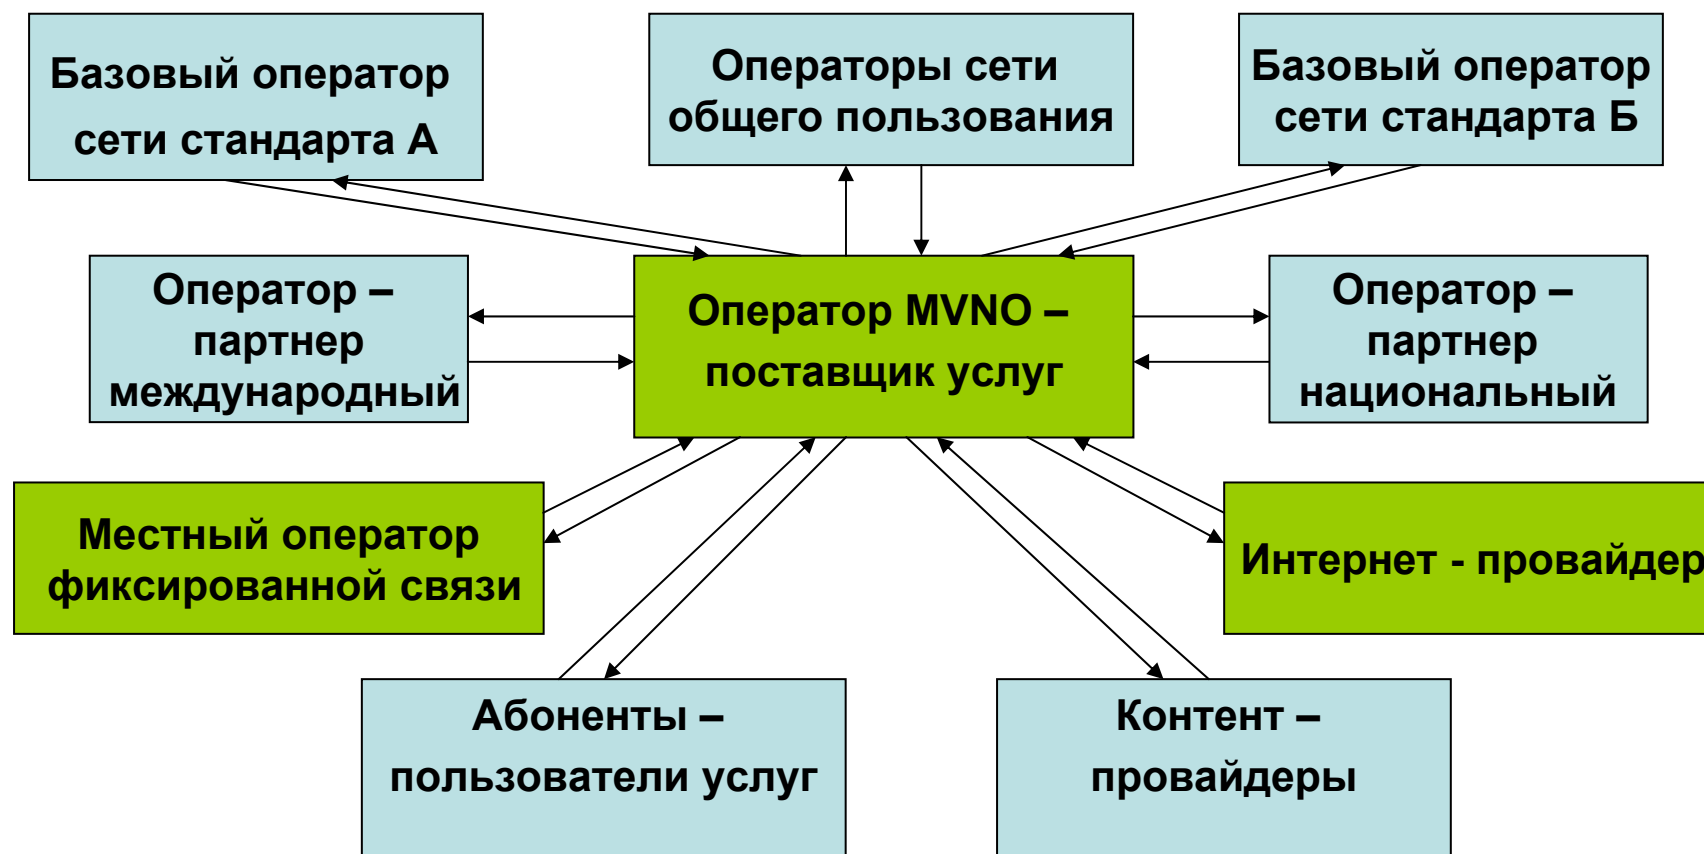 Базовый оператор
сети стандарта А
Операторы сети
общего пользования
Базовый оператор
сети стандарта Б
Оператор –
партнер
международный
Оператор MVNO –
поставщик услуг
Оператор –
партнер
национальный
Местный оператор
фиксированной связи
Интернет - провайдер
Абоненты –
пользователи услуг
Контент –
провайдеры